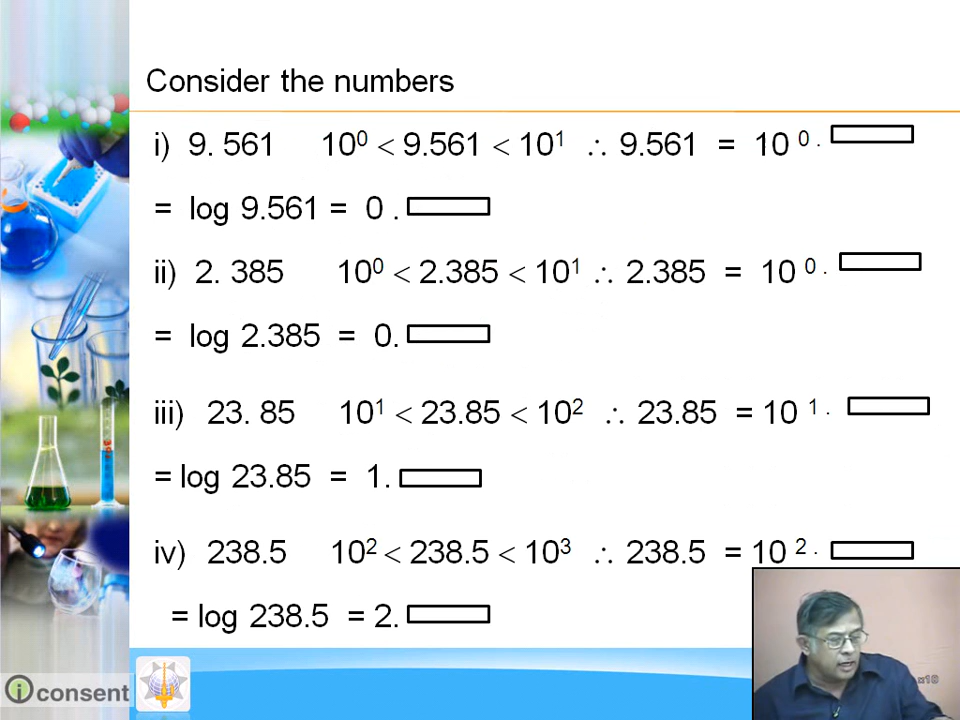 Consider the numbers
i) 9. 561 10⁰ < 9.561 < 10¹ ∴ 9.561 = 10 ⁰ ·
= log 9.561 = 0 .
ii) 2. 385 10⁰ < 2.385 < 10¹ ∴ 2.385 = 10 ⁰ ·
= log 2.385 = 0.
iii) 23. 85 10¹ < 23.85 < 10² ∴ 23.85 = 10 ¹ ·
= log 23.85 = 1.
iv) 238.5 10² < 238.5 < 10³ ∴ 238.5 = 10 ² ·
= log 238.5 = 2.
i consent